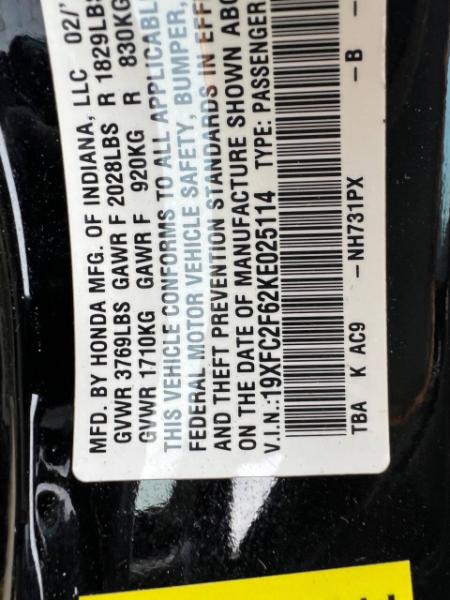 MFD. BY HONDA MFG. OF INDIANA, LLC 02/
GVWR 3769LBS GAWR F 2028LBS R 1829LBS
GVWR 1710KG GAWR F 920KG R 830KG
THIS VEHICLE CONFORMS TO ALL APPLICABLE
FEDERAL MOTOR VEHICLE SAFETY, BUMPER,
AND THEFT PREVENTION STANDARDS IN EFF
ON THE DATE OF MANUFACTURE SHOWN ABO
V.I.N.:19XFC2F62KE025114 TYPE: PASSENGER
TBA K AC9 -NH731PX -B -